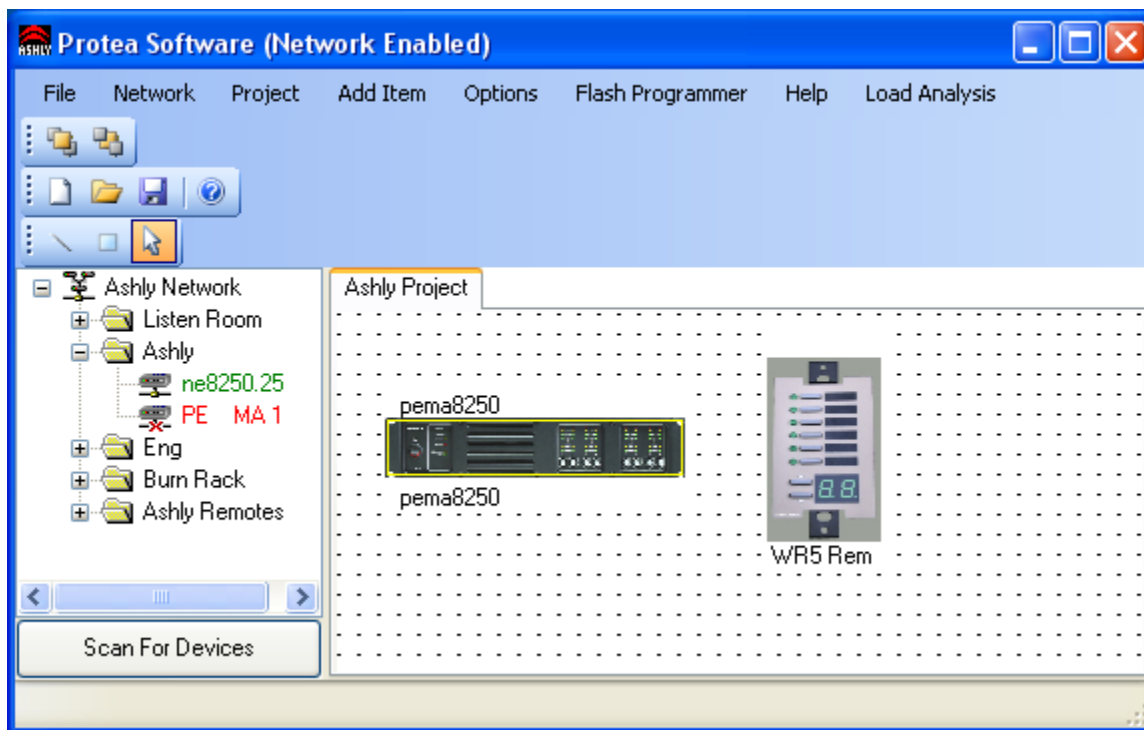 ASHLY Protea Software (Network Enabled)
File Network Project Add Item Options Flash Programmer Help Load Analysis
Ashly Network
Listen Room
Ashly
ne8250.25
PE MA 1
Eng
Burn Rack
Ashly Remotes
Scan For Devices
Ashly Project
pema8250
pema8250
8.8.
WR5 Rem